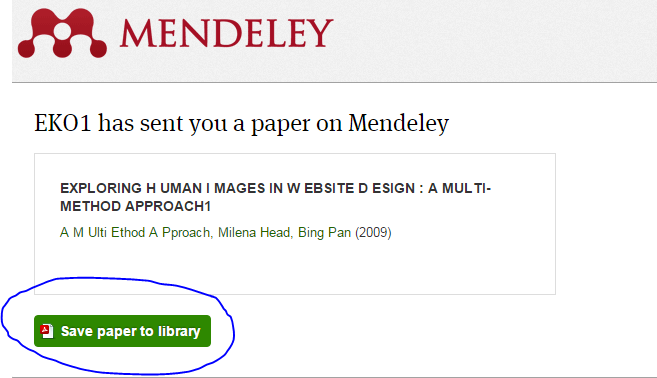 MENDELEY
EKO1 has sent you a paper on Mendeley
EXPLORING H UMAN I MAGES IN W EBSITE D ESIGN : A MULTI-
METHOD APPROACH1
A M Ulti Ethod A Pproach, Milena Head, Bing Pan (2009)
Save paper to library